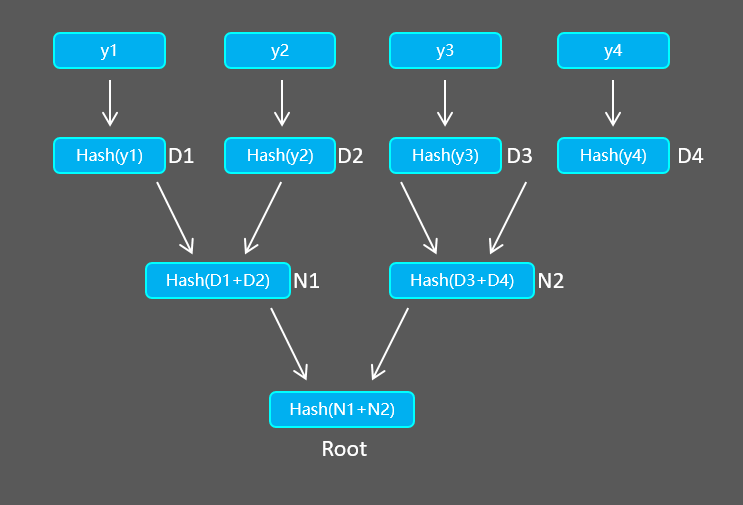 y1
y2
y3
y4
Hash(y1)
D1
Hash(y2)
D2
Hash(y3)
D3
Hash(y4)
D4
Hash(D1+D2)
N1
Hash(D3+D4)
N2
Hash(N1+N2)
Root